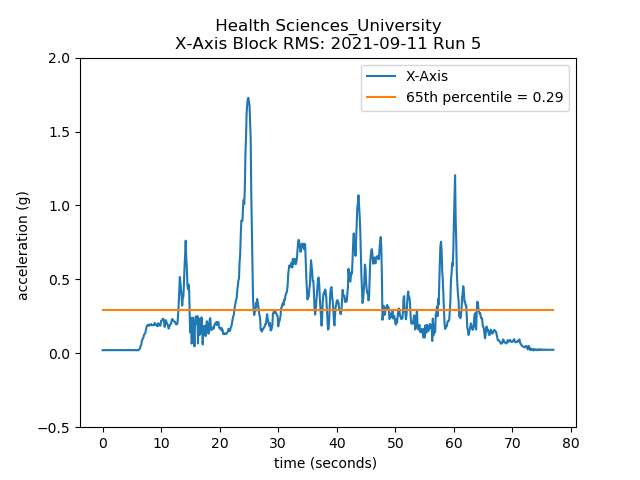 Health Sciences_University
X-Axis Block RMS: 2021-09-11 Run 5
X-Axis
65th percentile = 0.29
acceleration (g)
2.0
1.5
1.0
0.5
0.0
−0.5
0 10 20 30 40 50 60 70 80
time (seconds)